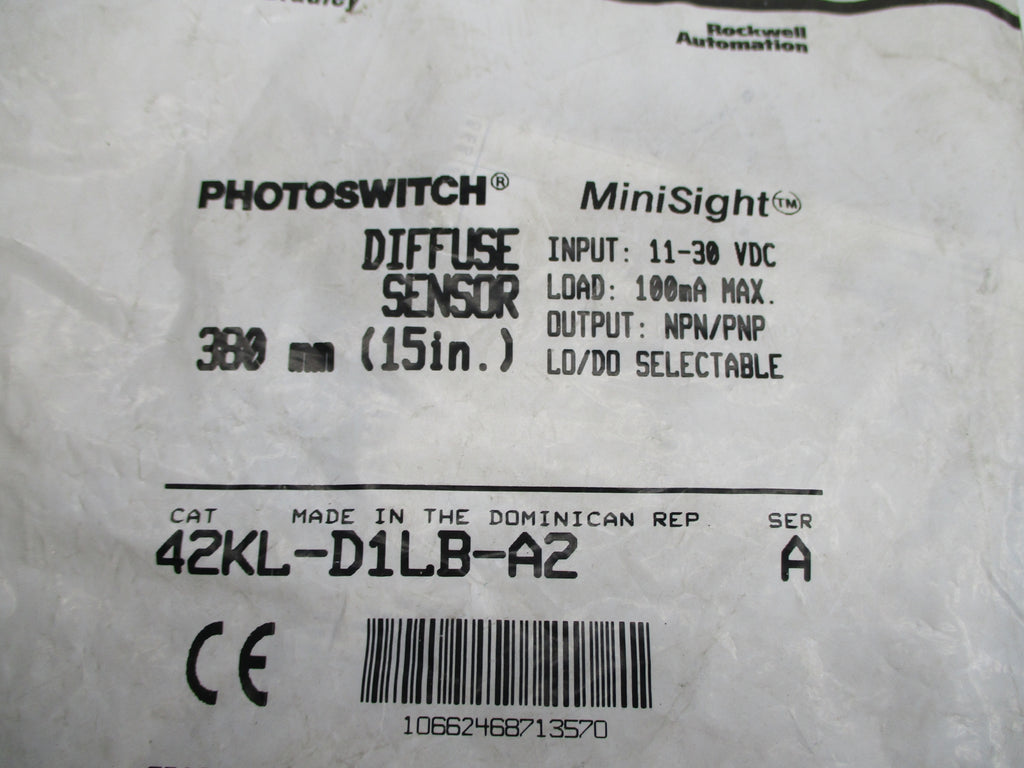 Rockwell
Automation
PHOTOSWITCH® MiniSight™
DIFFUSE
SENSOR
380 mm (15in.)
INPUT: 11-30 VDC
LOAD: 100mA MAX.
OUTPUT: NPN/PNP
LO/DO SELECTABLE
CAT MADE IN THE DOMINICAN REP. SER
42KL-D1LB-A2 A
CE
10662468713570